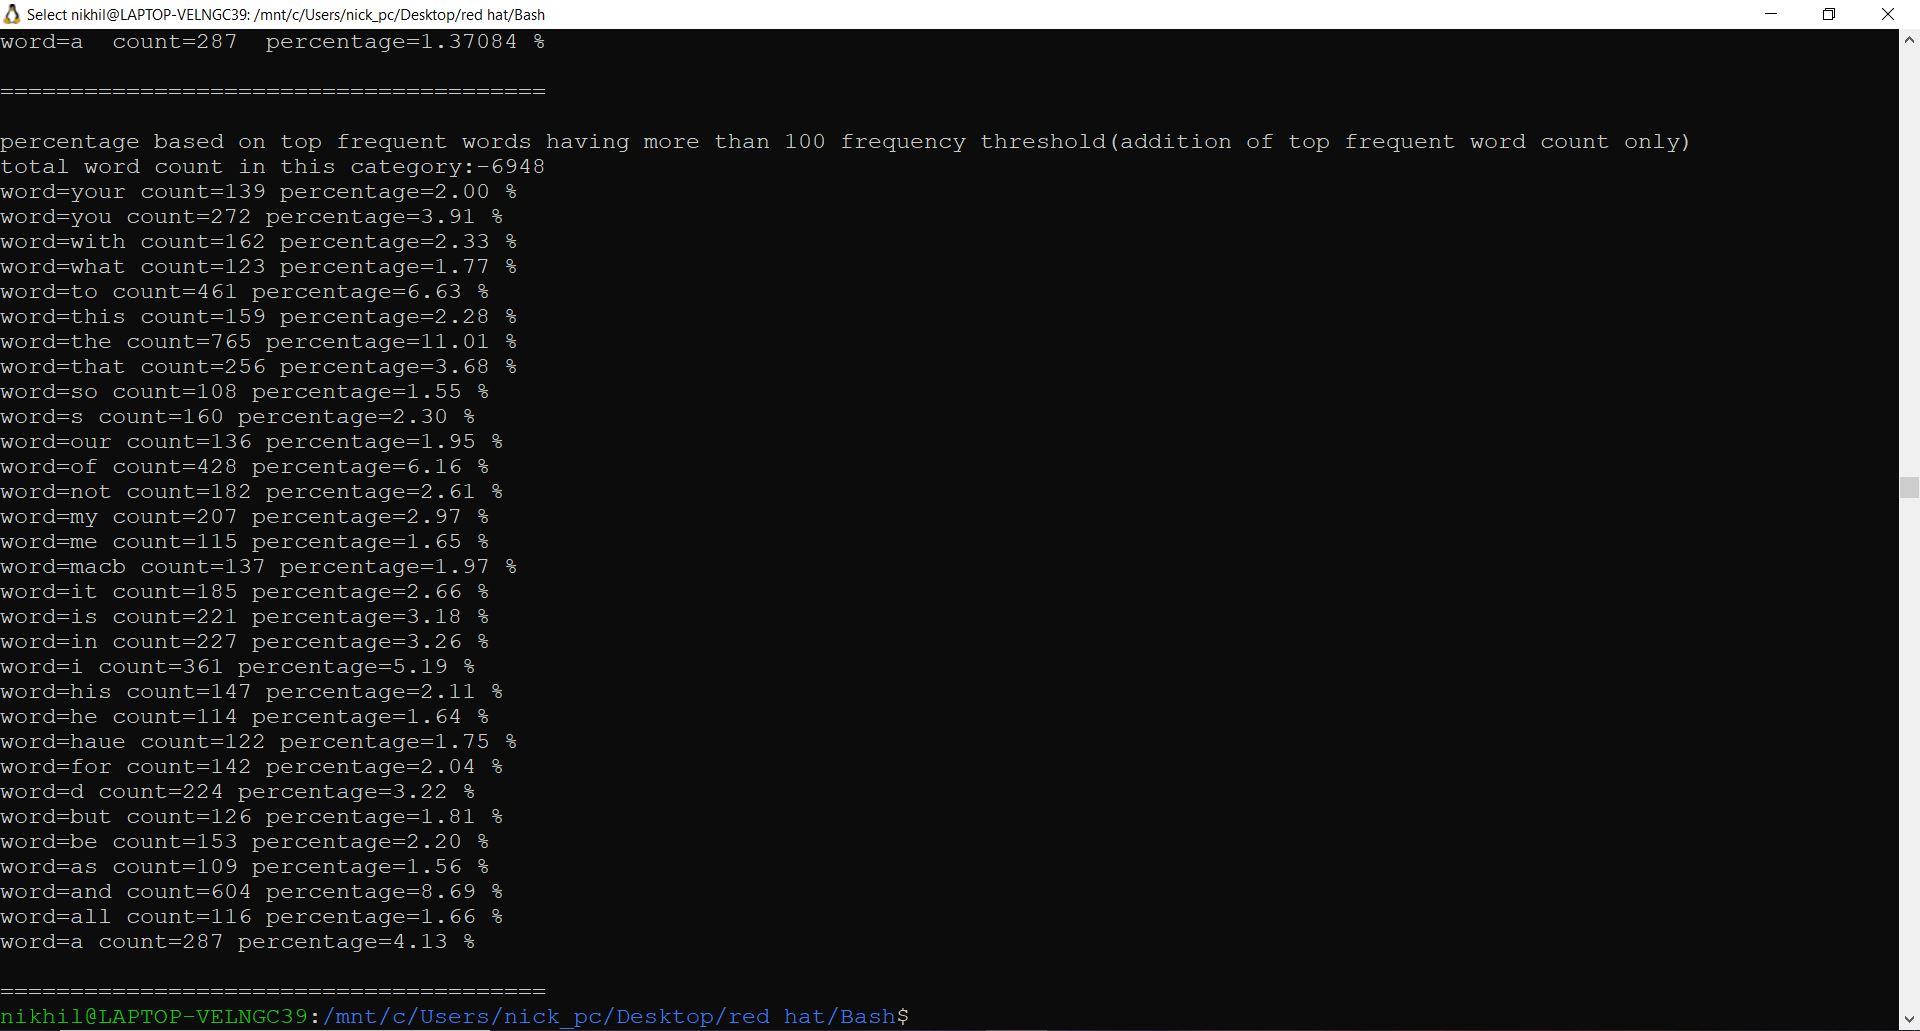 Select nikhil@LAPTOP-VELNGC39: /mnt/c/Users/nick_pc/Desktop/red hat/Bash
word=a  count=287  percentage=1.37084 %
=======================================
percentage based on top frequent words having more than 100 frequency threshold(addition of top frequent word count only)
total word count in this category:-6948
word=your count=139 percentage=2.00 %
word=you count=272 percentage=3.91 %
word=with count=162 percentage=2.33 %
word=what count=123 percentage=1.77 %
word=to count=461 percentage=6.63 %
word=this count=159 percentage=2.28 %
word=the count=765 percentage=11.01 %
word=that count=256 percentage=3.68 %
word=so count=108 percentage=1.55 %
word=s count=160 percentage=2.30 %
word=our count=136 percentage=1.95 %
word=of count=428 percentage=6.16 %
word=not count=182 percentage=2.61 %
word=my count=207 percentage=2.97 %
word=me count=115 percentage=1.65 %
word=macb count=137 percentage=1.97 %
word=it count=185 percentage=2.66 %
word=is count=221 percentage=3.18 %
word=in count=227 percentage=3.26 %
word=i count=361 percentage=5.19 %
word=his count=147 percentage=2.11 %
word=he count=114 percentage=1.64 %
word=haue count=122 percentage=1.75 %
word=for count=142 percentage=2.04 %
word=d count=224 percentage=3.22 %
word=but count=126 percentage=1.81 %
word=be count=153 percentage=2.20 %
word=as count=109 percentage=1.56 %
word=and count=604 percentage=8.69 %
word=all count=116 percentage=1.66 %
word=a count=287 percentage=4.13 %
=======================================
nikhil@LAPTOP-VELNGC39:/mnt/c/Users/nick_pc/Desktop/red hat/Bash$